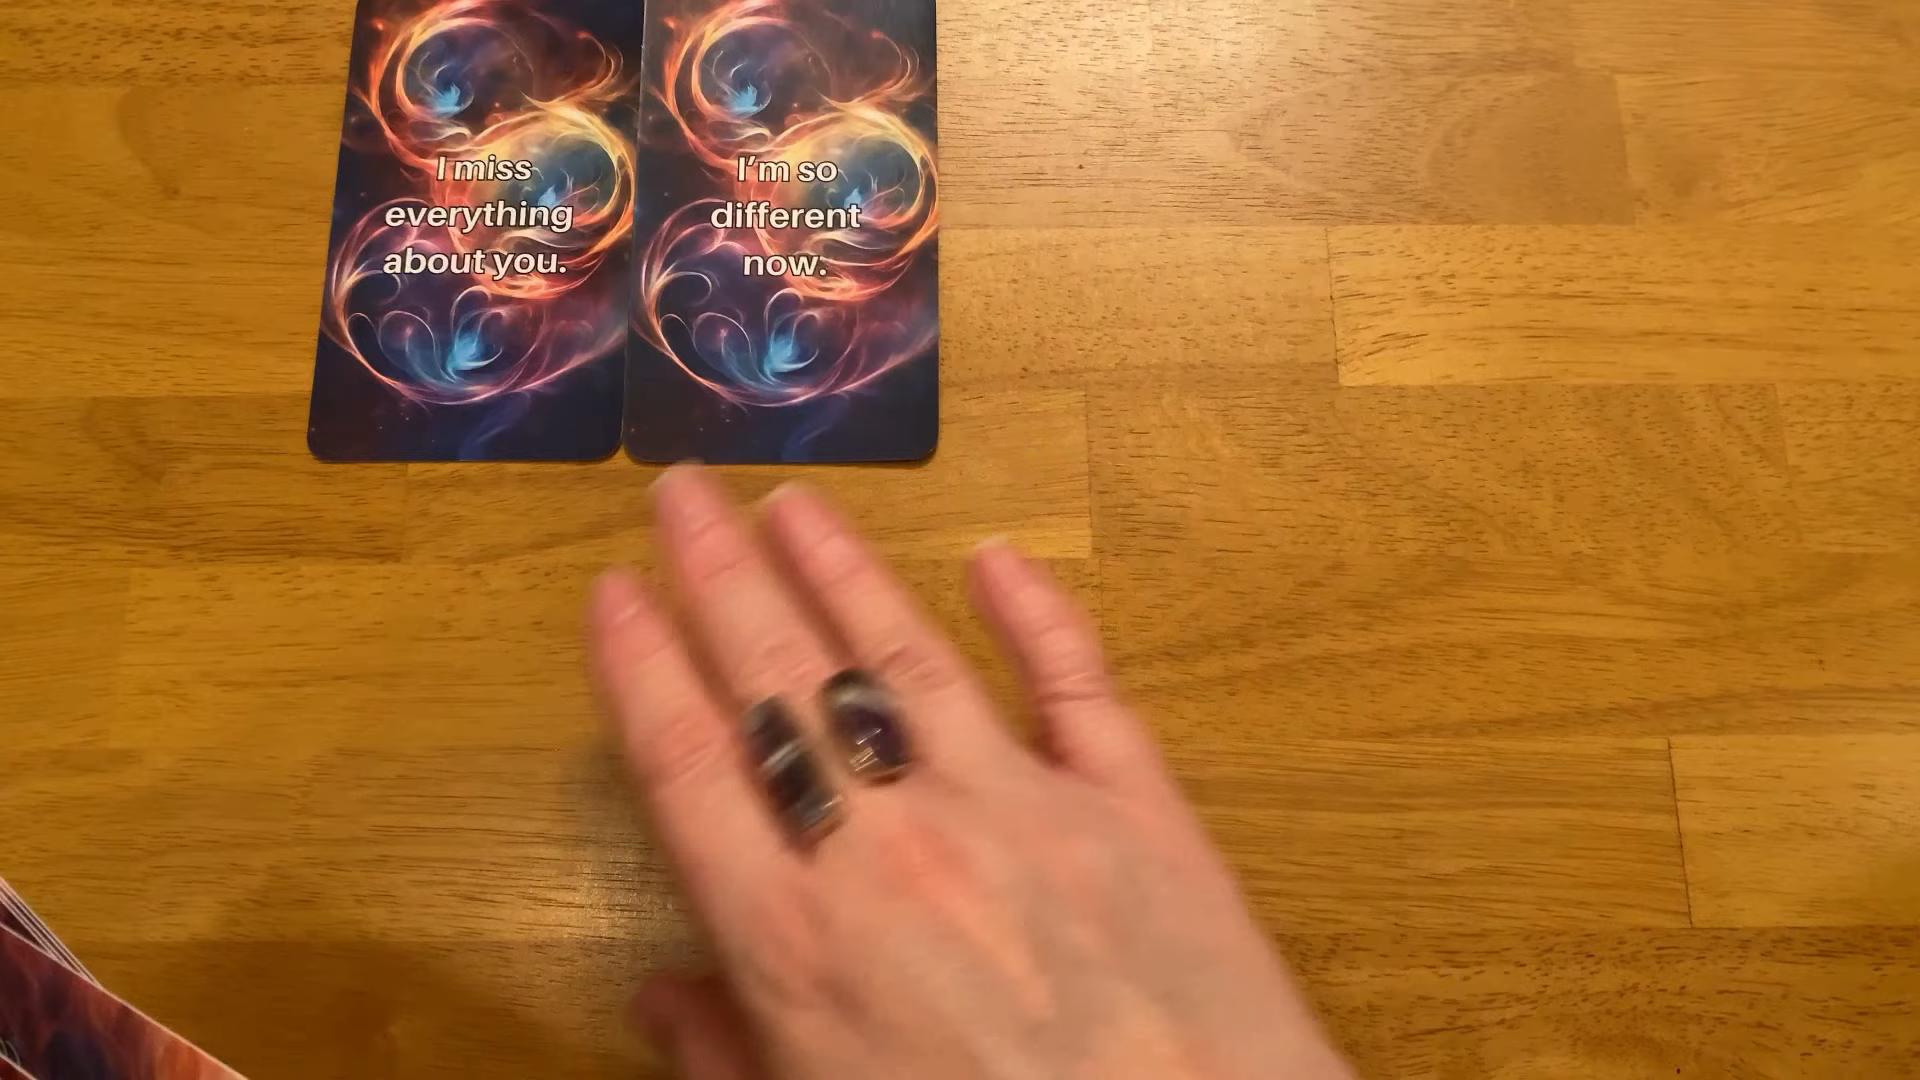 I miss
everything
about you.
I'm so
different
now.